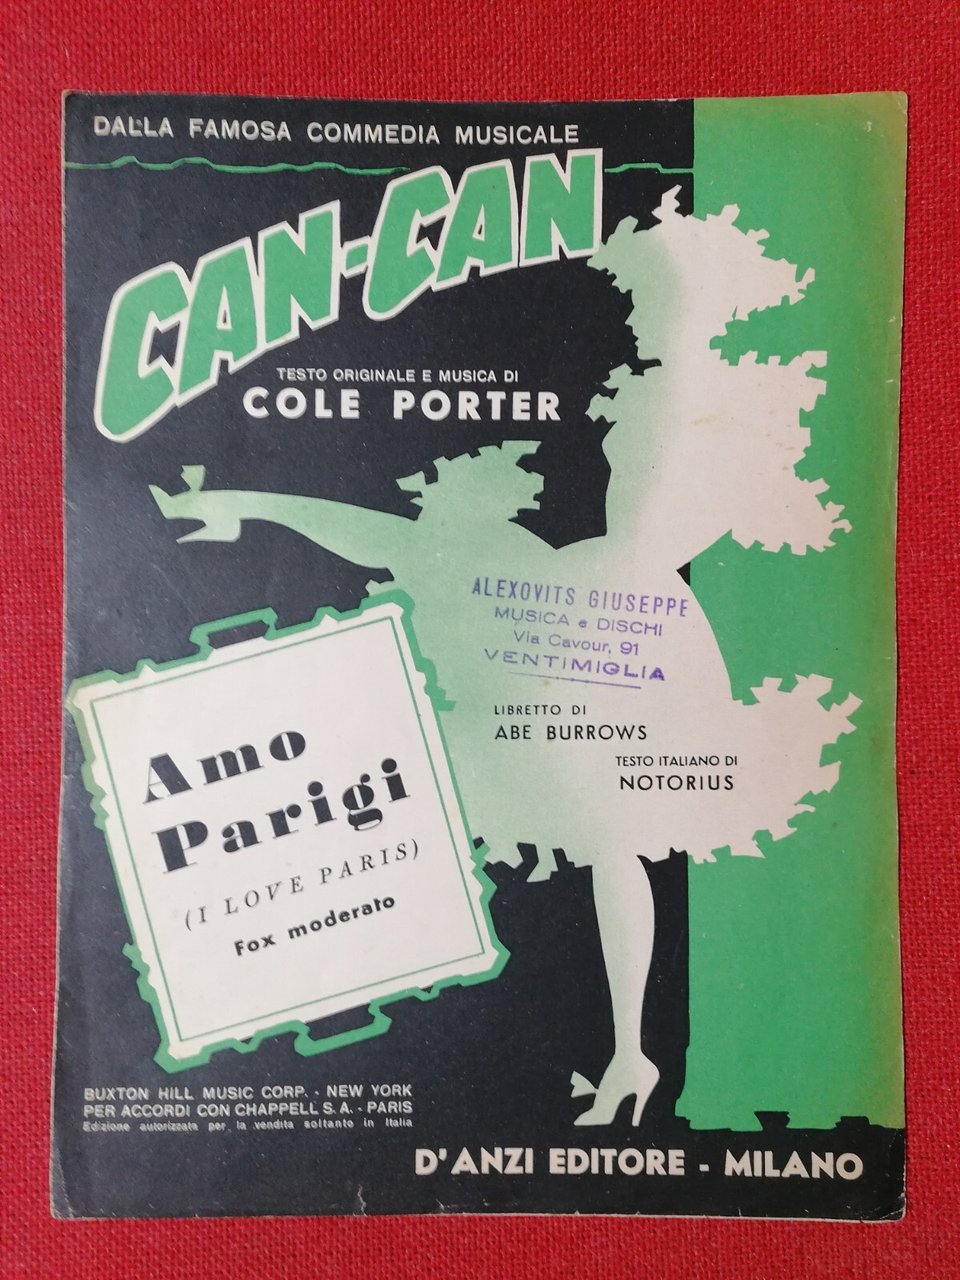 DALLA FAMOSA COMMEDIA MUSICALE
CAN-CAN
TESTO ORIGINALE E MUSICA DI
COLE PORTER
ALEXOVITS GIUSEPPE
MUSICA e DISCHI
Via Cavour, 91
VENTIMIGLIA
LIBRETTO DI
ABE BURROWS
TESTO ITALIANO DI
NOTORIUS
Amo
Parigi
(I LOVE PARIS)
Fox moderato
BUXTON HILL MUSIC CORP. - NEW YORK
PER ACCORDI CON CHAPPELL S. A. - PARIS
Edizione autorizzata per la vendita soltanto in Italia
D'ANZI EDITORE - MILANO